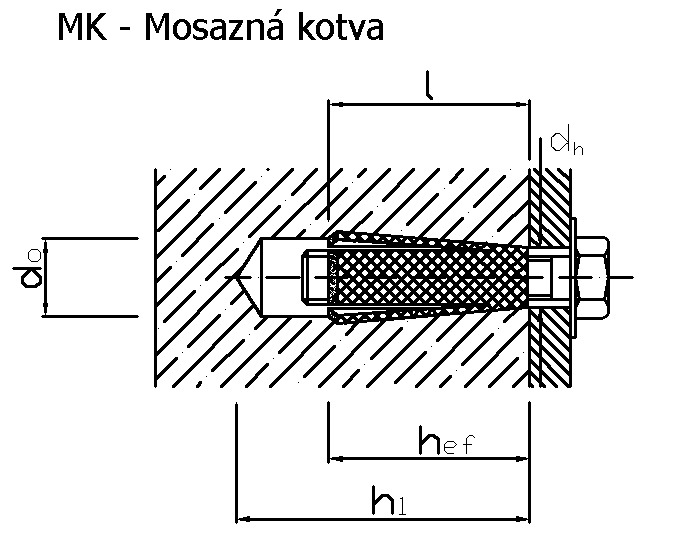 MK - Mosazná kotva
l
dh
do
hef
h1